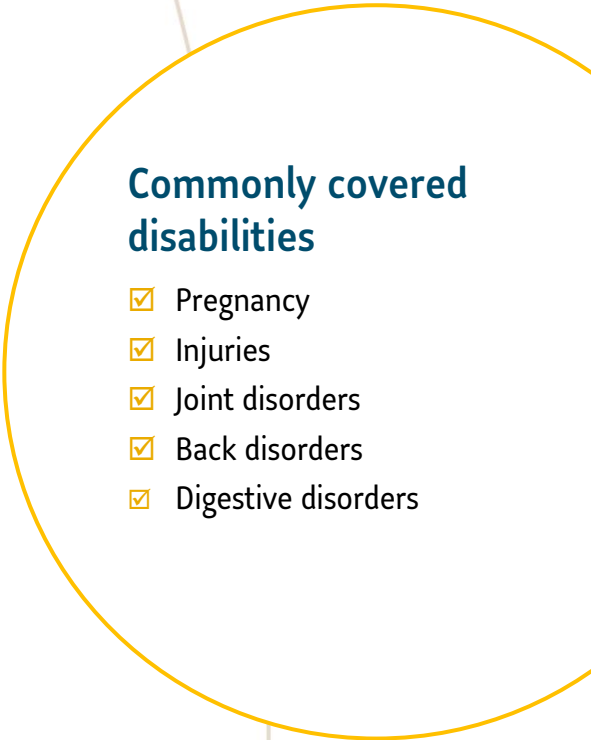 Commonly covered
disabilities
Pregnancy
Injuries
Joint disorders
Back disorders
Digestive disorders